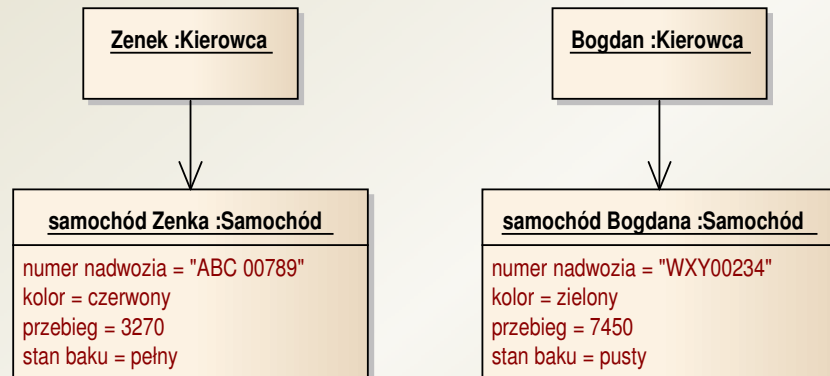 Zenek :Kierowca
Bogdan :Kierowca
samochód Zenka :Samochód
numer nadwozia = "ABC 00789"
kolor = czerwony
przebieg = 3270
stan baku = pełny
samochód Bogdana :Samochód
numer nadwozia = "WXY00234"
kolor = zielony
przebieg = 7450
stan baku = pusty